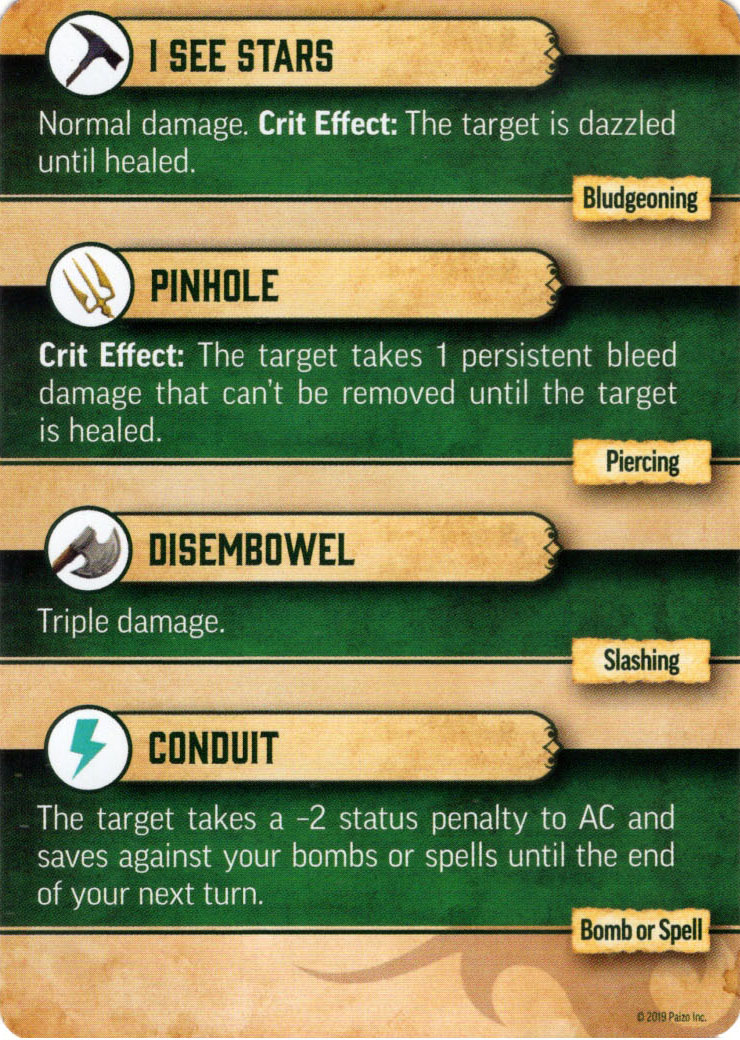 I SEE STARS
Normal damage. Crit Effect: The target is dazzled
until healed.
Bludgeoning
PINHOLE
Crit Effect: The target takes 1 persistent bleed
damage that can't be removed until the target
is healed.
Piercing
DISEMBOWEL
Triple damage.
Slashing
CONDUIT
The target takes a –2 status penalty to AC and
saves against your bombs or spells until the end
of your next turn.
Bomb or Spell
© 2019 Paizo Inc.